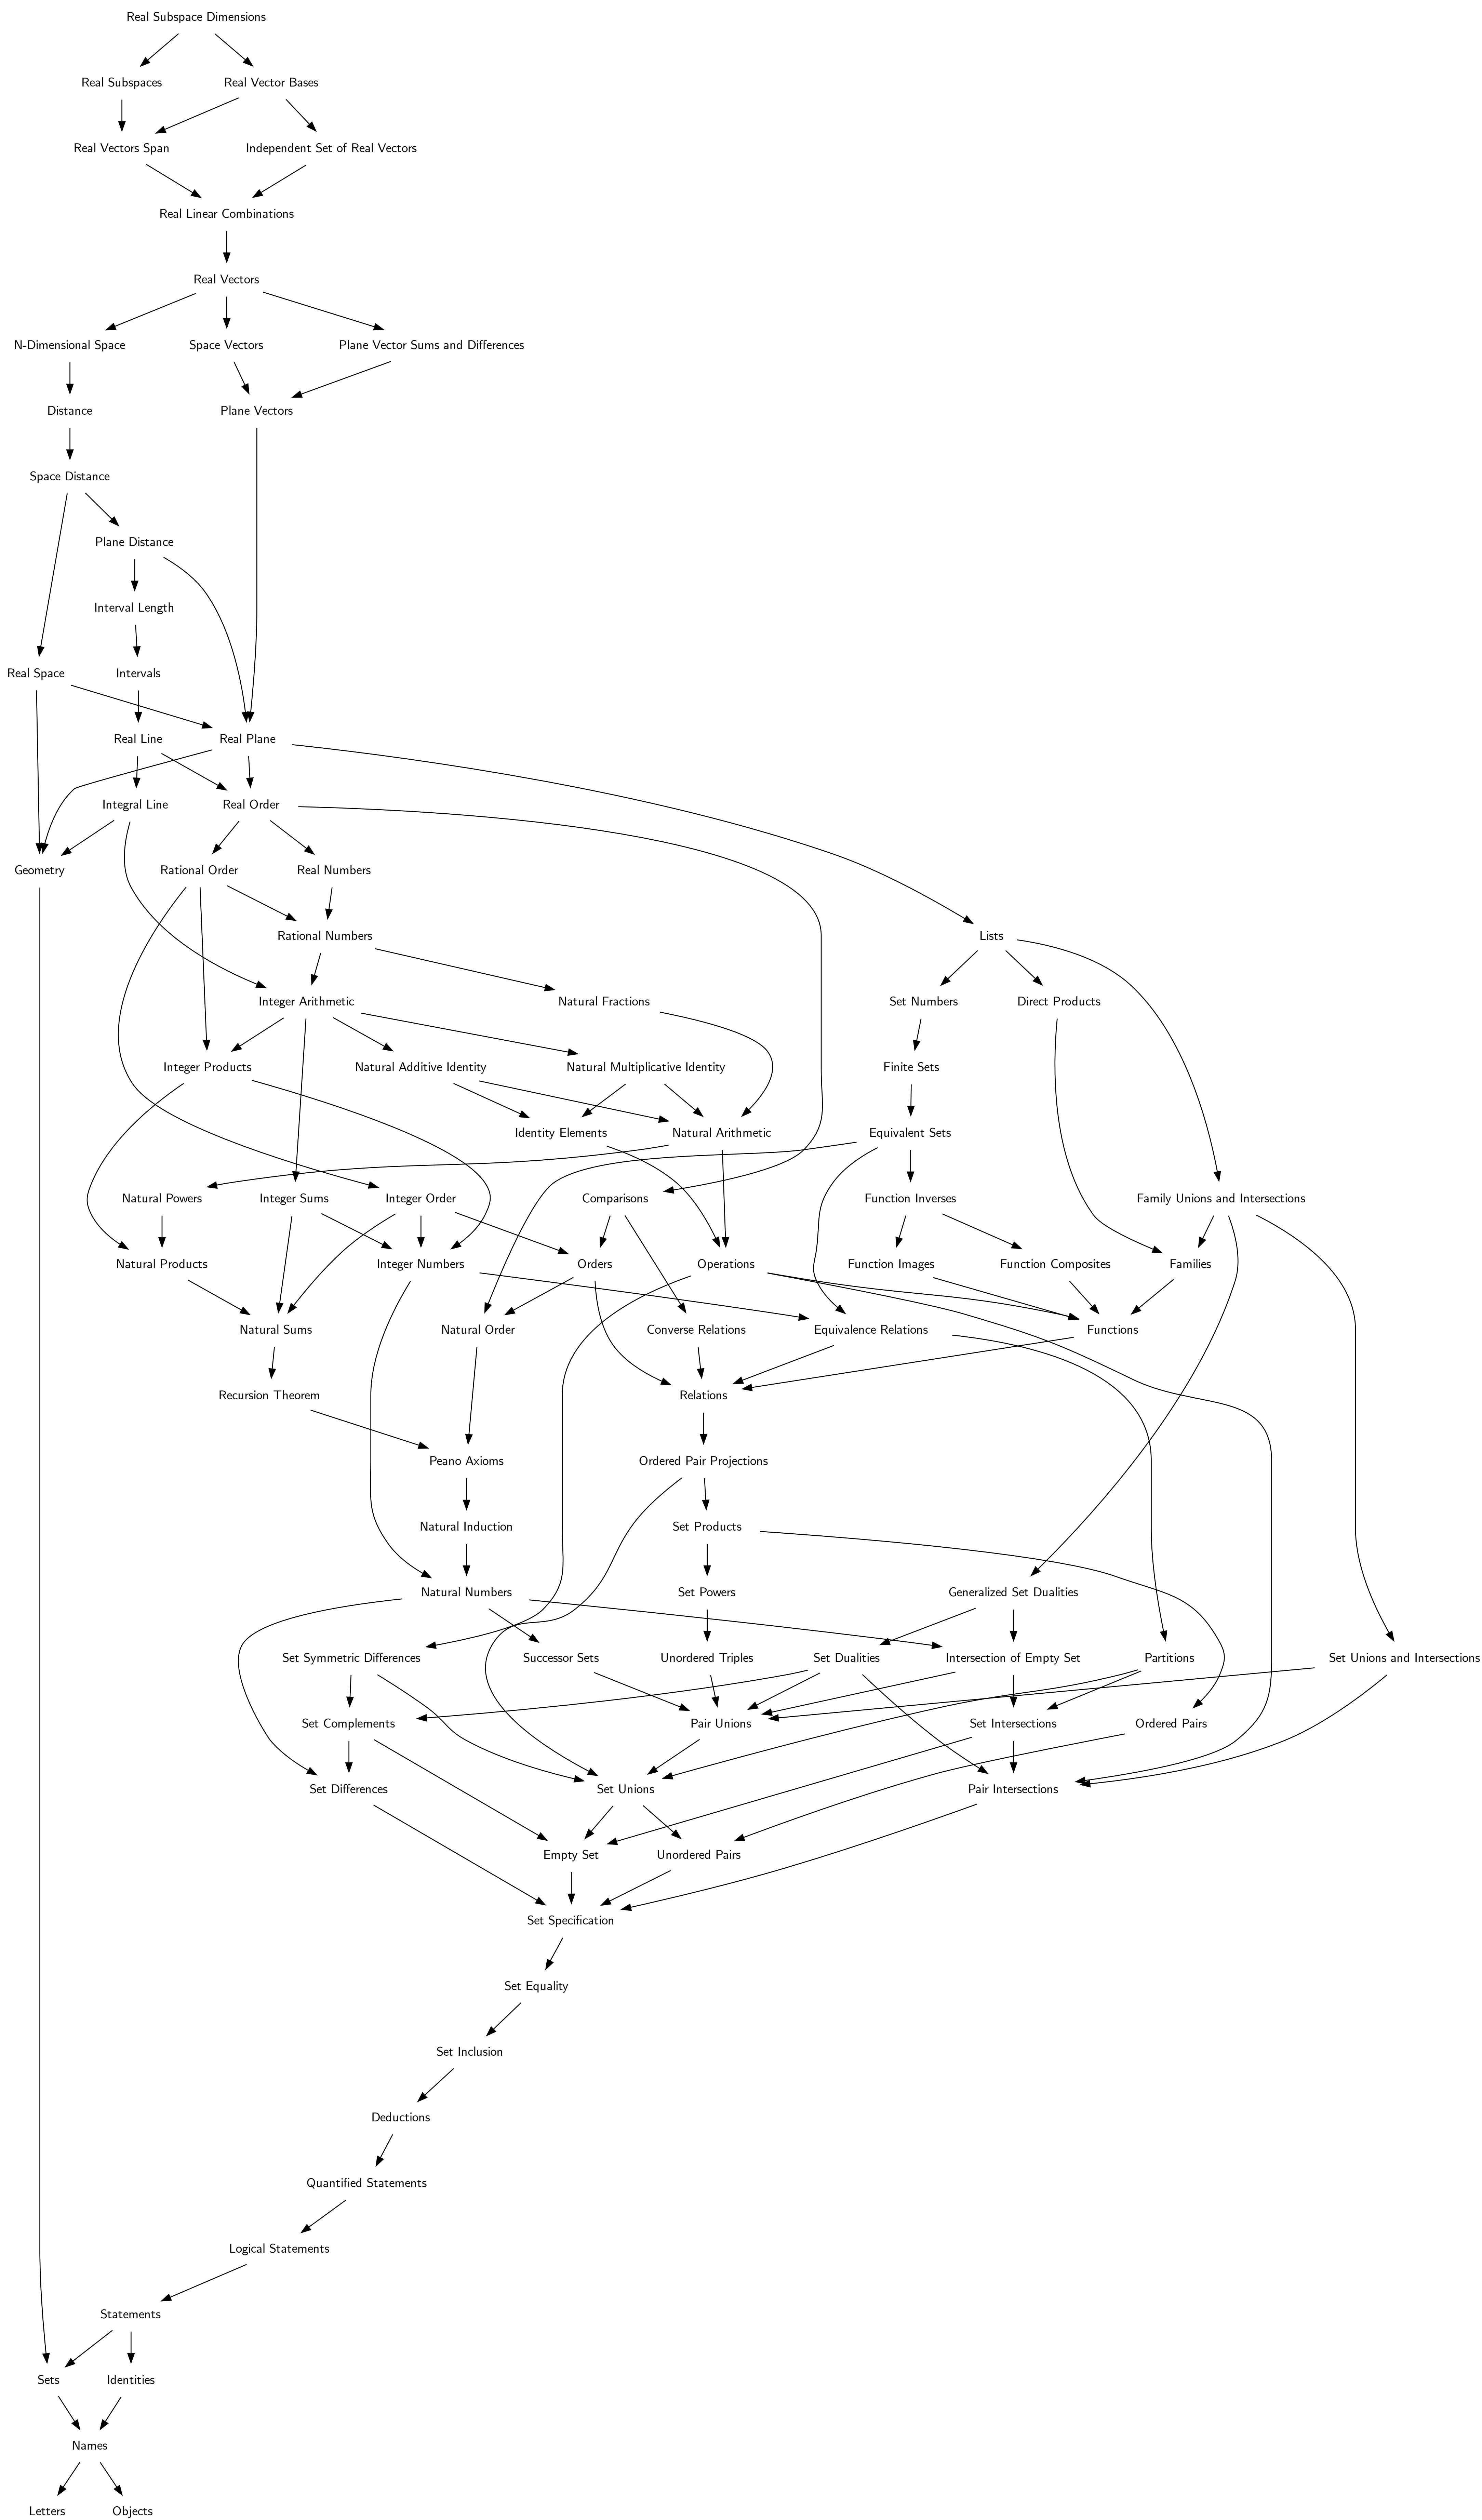 Real Subspace Dimensions
Real Subspaces
Real Vector Bases
Real Vectors Span
Independent Set of Real Vectors
Real Linear Combinations
Real Vectors
N-Dimensional Space
Space Vectors
Plane Vector Sums and Differences
Distance
Plane Vectors
Space Distance
Plane Distance
Interval Length
Real Space
Intervals
Real Line
Real Plane
Integral Line
Real Order
Geometry
Rational Order
Real Numbers
Rational Numbers
Lists
Integer Arithmetic
Natural Fractions
Set Numbers
Direct Products
Integer Products
Natural Additive Identity
Natural Multiplicative Identity
Finite Sets
Identity Elements
Natural Arithmetic
Equivalent Sets
Natural Powers
Integer Sums
Integer Order
Comparisons
Function Inverses
Family Unions and Intersections
Natural Products
Integer Numbers
Orders
Operations
Function Images
Function Composites
Families
Natural Sums
Natural Order
Converse Relations
Equivalence Relations
Functions
Recursion Theorem
Relations
Peano Axioms
Ordered Pair Projections
Natural Induction
Set Products
Natural Numbers
Set Powers
Generalized Set Dualities
Set Symmetric Differences
Successor Sets
Unordered Triples
Set Dualities
Intersection of Empty Set
Partitions
Set Unions and Intersections
Set Complements
Pair Unions
Set Intersections
Ordered Pairs
Set Differences
Set Unions
Pair Intersections
Empty Set
Unordered Pairs
Set Specification
Set Equality
Set Inclusion
Deductions
Quantified Statements
Logical Statements
Statements
Sets
Identities
Names
Letters
Objects